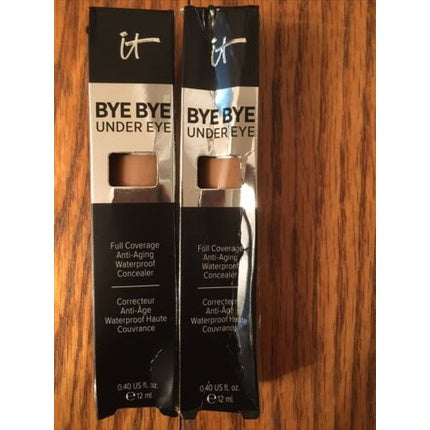 it
BYE BYE
UNDER EYE
Full Coverage
Anti-Aging
Waterproof
Concealer
Correcteur
Anti-Âge
Waterproof Haute
Couvrance
0.40 US fl. oz.
℮12 ml
it
BYE BYE
UNDER EYE
Full Coverage
Anti-Aging
Waterproof
Concealer
Correcteur
Anti-Âge
Waterproof Haute
Couvrance
0.40 US fl. oz.
℮12 ml